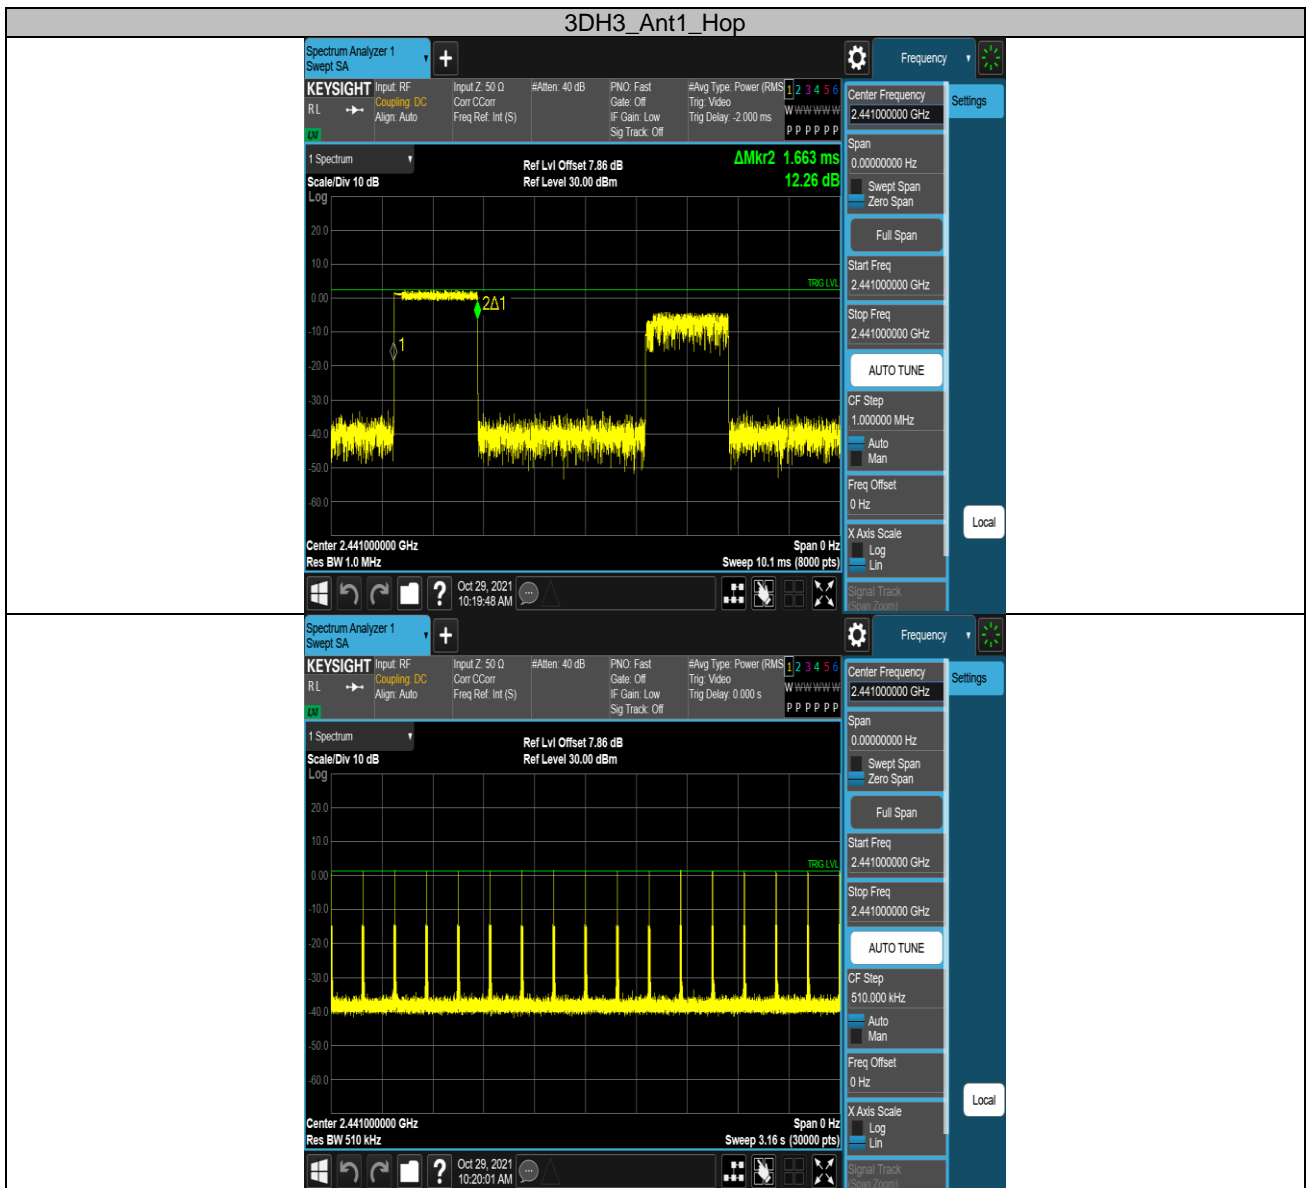 3DH3_Ant1_Hop
Spectrum Analyzer 1
Swept SA
+
Frequency
KEYSIGHT
RL
LXI
Input: RF
Coupling: DC
Align: Auto
Input Z: 50 Ω
Corr CCorr
Freq Ref: Int (S)
#Atten: 40 dB
PNO: Fast
Gate: Off
IF Gain: Low
Sig Track: Off
#Avg Type: Power (RMS
Trig: Video
Trig Delay: -2.000 ms
1 2 3 4 5 6
W W W W W W
P P P P P P
Center Frequency
2.441000000 GHz
Settings
1 Spectrum
Scale/Div 10 dB
Log
Ref Lvl Offset 7.86 dB
Ref Level 30.00 dBm
ΔMkr2 1.663 ms
12.26 dB
20.0
10.0
0.00
-10.0
-20.0
-30.0
-40.0
-50.0
-60.0
TRIG LVL
1
2Δ1
Center 2.441000000 GHz
Res BW 1.0 MHz
Span 0 Hz
Sweep 10.1 ms (8000 pts)
Span
0.00000000 Hz
Swept Span
Zero Span
Full Span
Start Freq
2.441000000 GHz
Stop Freq
2.441000000 GHz
AUTO TUNE
CF Step
1.000000 MHz
Auto
Man
Freq Offset
0 Hz
X Axis Scale
Log
Lin
Signal Track
(Span Zoom)
Local
?
Oct 29, 2021
10:19:48 AM
Spectrum Analyzer 1
Swept SA
+
Frequency
KEYSIGHT
RL
LXI
Input: RF
Coupling: DC
Align: Auto
Input Z: 50 Ω
Corr CCorr
Freq Ref: Int (S)
#Atten: 40 dB
PNO: Fast
Gate: Off
IF Gain: Low
Sig Track: Off
#Avg Type: Power (RMS
Trig: Video
Trig Delay: 0.000 s
1 2 3 4 5 6
W W W W W W
P P P P P P
Center Frequency
2.441000000 GHz
Settings
1 Spectrum
Scale/Div 10 dB
Log
Ref Lvl Offset 7.86 dB
Ref Level 30.00 dBm
20.0
10.0
0.00
-10.0
-20.0
-30.0
-40.0
-50.0
-60.0
TRIG LVL
Center 2.441000000 GHz
Res BW 510 kHz
Span 0 Hz
Sweep 3.16 s (30000 pts)
Span
0.00000000 Hz
Swept Span
Zero Span
Full Span
Start Freq
2.441000000 GHz
Stop Freq
2.441000000 GHz
AUTO TUNE
CF Step
510.000 kHz
Auto
Man
Freq Offset
0 Hz
X Axis Scale
Log
Lin
Signal Track
(Span Zoom)
Local
?
Oct 29, 2021
10:20:01 AM